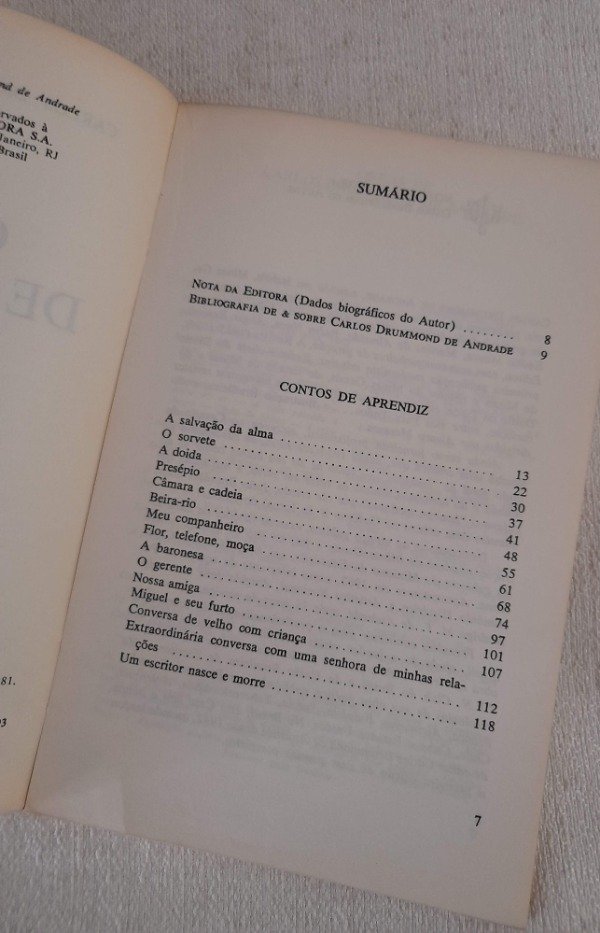 nd de Andrade
rvados à
ORA S.A.
Janeiro, RJ
Brasil
81.
SUMÁRIO
NOTA DA EDITORA (Dados biográficos do Autor) ........ 8
BIBLIOGRAFIA DE & SOBRE CARLOS DRUMMOND DE ANDRADE 9
CONTOS DE APRENDIZ
A salvação da alma ........ 13
O sorvete ........ 22
A doida ........ 30
Presépio ........ 37
Câmara e cadeia ........ 41
Beira-rio ........ 48
Meu companheiro ........ 55
Flor, telefone, moça ........ 61
A baronesa ........ 68
O gerente ........ 74
Nossa amiga ........ 97
Miguel e seu furto ........ 101
Conversa de velho com criança ........ 107
Extraordinária conversa com uma senhora de minhas rela-
ções ........ 112
Um escritor nasce e morre ........ 118
7